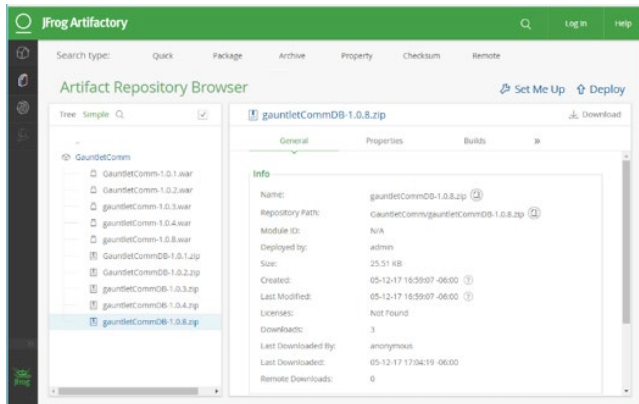 JFrog Artifactory
Log In
Help
Search type:
Quick
Package
Archive
Property
Checksum
Remote
Artifact Repository Browser
Set Me Up
Deploy
Tree Simple
gauntletCommDB-1.0.8.zip
Download
General
Properties
Builds
»
..
GauntletComm
GauntletComm-1.0.1.war
GauntletComm-1.0.2.war
gauntletComm-1.0.3.war
gauntletComm-1.0.4.war
gauntletComm-1.0.8.war
GauntletCommDB-1.0.1.zip
GauntletCommDB-1.0.2.zip
gauntletCommDB-1.0.3.zip
gauntletCommDB-1.0.4.zip
gauntletCommDB-1.0.8.zip
Info
Name: gauntletCommDB-1.0.8.zip
Repository Path: GauntletComm/gauntletCommDB-1.0.8.zip
Module ID: N/A
Deployed by: admin
Size: 25.51 KB
Created: 05-12-17 16:59:07 -06:00 ?
Last Modified: 05-12-17 16:59:07 -06:00 ?
Licenses: Not Found
Downloads: 3
Last Downloaded By: anonymous
Last Downloaded: 05-12-17 17:04:19 -06:00
Remote Downloads: 0
JFrog